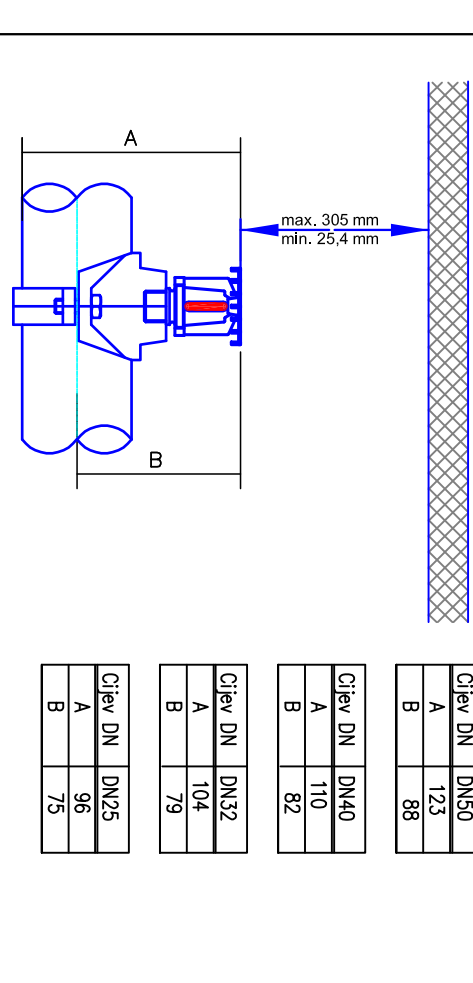 A
max. 305 mm
min. 25,4 mm
B
Cijev DN DN25
A 96
B 75
Cijev DN DN32
A 104
B 79
Cijev DN DN40
A 110
B 82
Cijev DN DN50
A 123
B 88